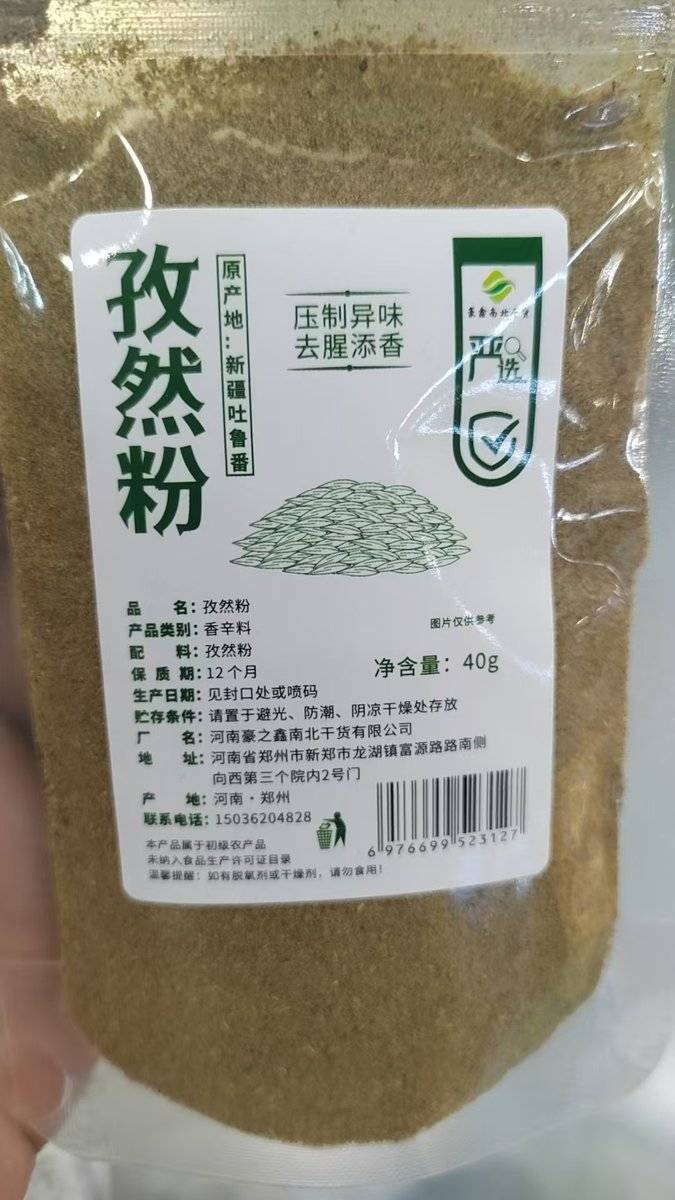 孜然粉
原产地:新疆吐鲁番
压制异味
去腥添香
豪鑫南北干货
严选
品 名:孜然粉
产品类别:香辛料
配 料:孜然粉
保 质 期:12个月
生产日期:见封口处或喷码
贮存条件:请置于避光、防潮、阴凉干燥处存放
厂 名:河南豪之鑫南北干货有限公司
地 址:河南省郑州市新郑市龙湖镇富源路路南侧
向西第三个院内2号门
产 地:河南·郑州
联系电话:15036204828
图片仅供参考
净含量:40g
本产品属于初级农产品
未纳入食品生产许可证目录
温馨提醒:如有脱氧剂或干燥剂,请勿食用!
6 976699 523127